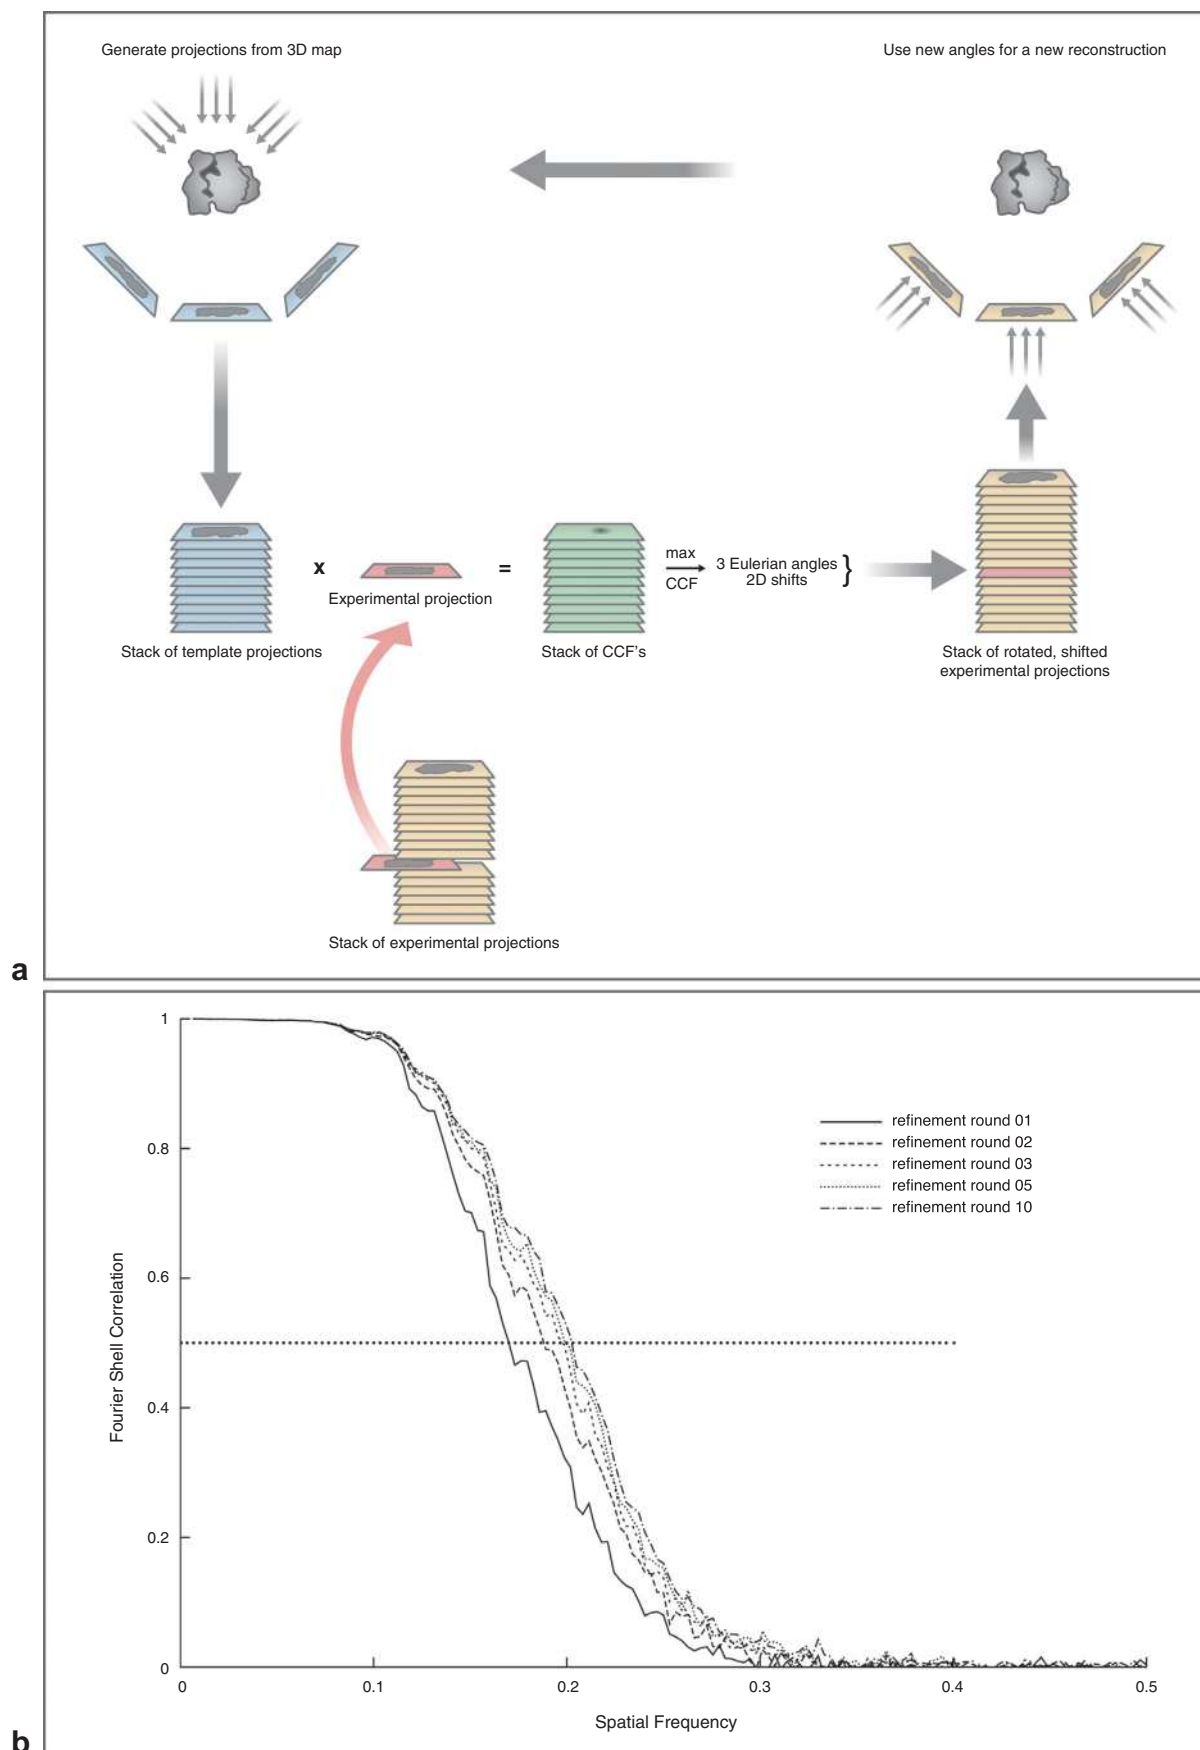 Generate projections from 3D map
Use new angles for a new reconstruction
x
=
max
CCF
3 Eulerian angles
2D shifts
}
Experimental projection
Stack of template projections
Stack of CCF's
Stack of rotated, shifted
experimental projections
Stack of experimental projections
a
1
0.8
0.6
0.4
0.2
0
Fourier Shell Correlation
refinement round 01
refinement round 02
refinement round 03
refinement round 05
refinement round 10
0
0.1
0.2
0.3
0.4
0.5
Spatial Frequency
b